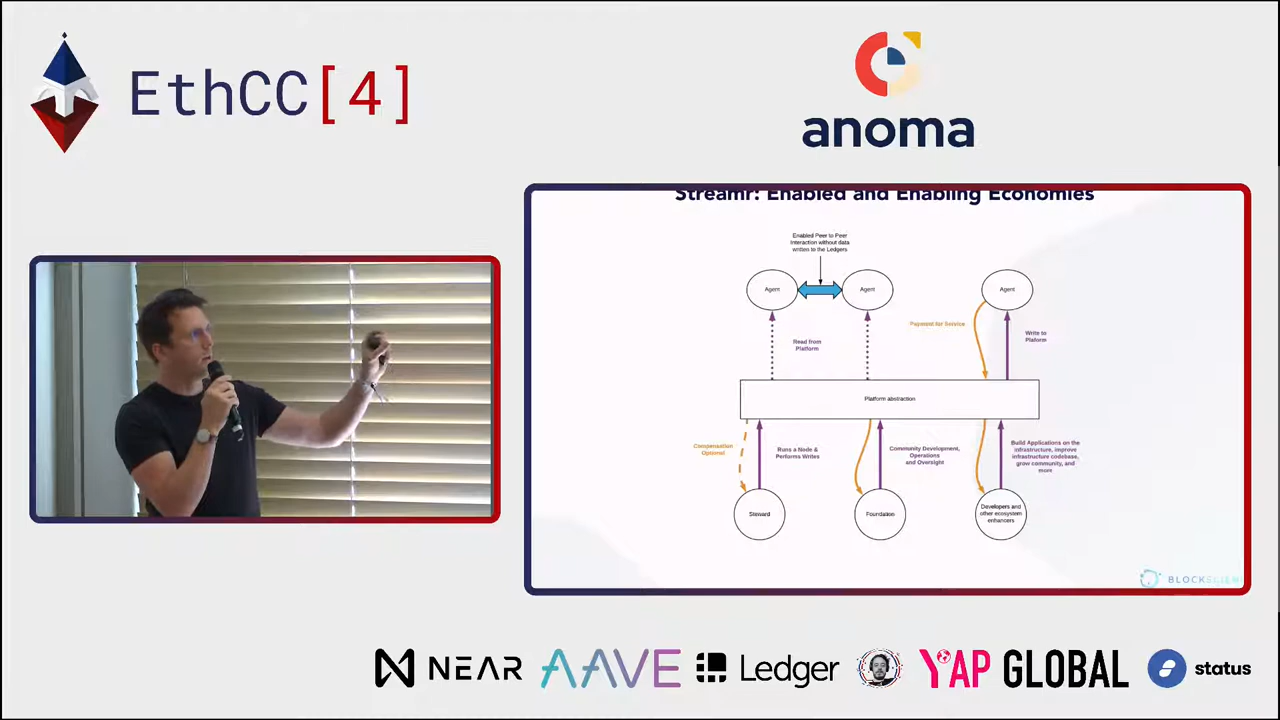 EthCC[4]
anoma
Streamr: Enabled and Enabling Economies
Enabled Peer to Peer
Interaction without data
written to the Ledgers
Agent
Agent
Agent
Payment for Service
Read from
Platform
Write to
Platform
Platform abstraction
Compensation
Optional
Runs a Node &
Performs Writes
Community Development,
Operations
and Oversight
Build Applications on the
infrastructure, improve
infrastructure codebase,
grow community, and
more
Steward
Foundation
Developers and
other ecosystem
enhancers
BLOCKSCIEN
NEAR
AAVE
Ledger
YAP GLOBAL
status